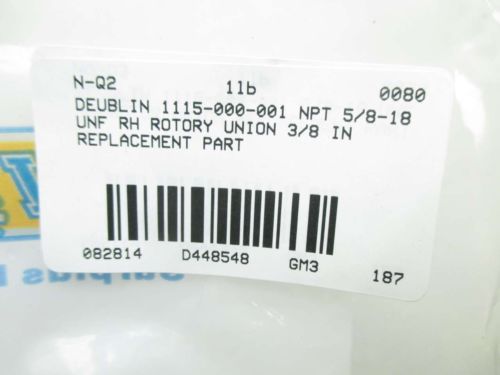 N-Q2 11b 0080
DEUBLIN 1115-000-001 NPT 5/8-18
UNF RH ROTORY UNION 3/8 IN
REPLACEMENT PART
082814 D448548 GM3 187